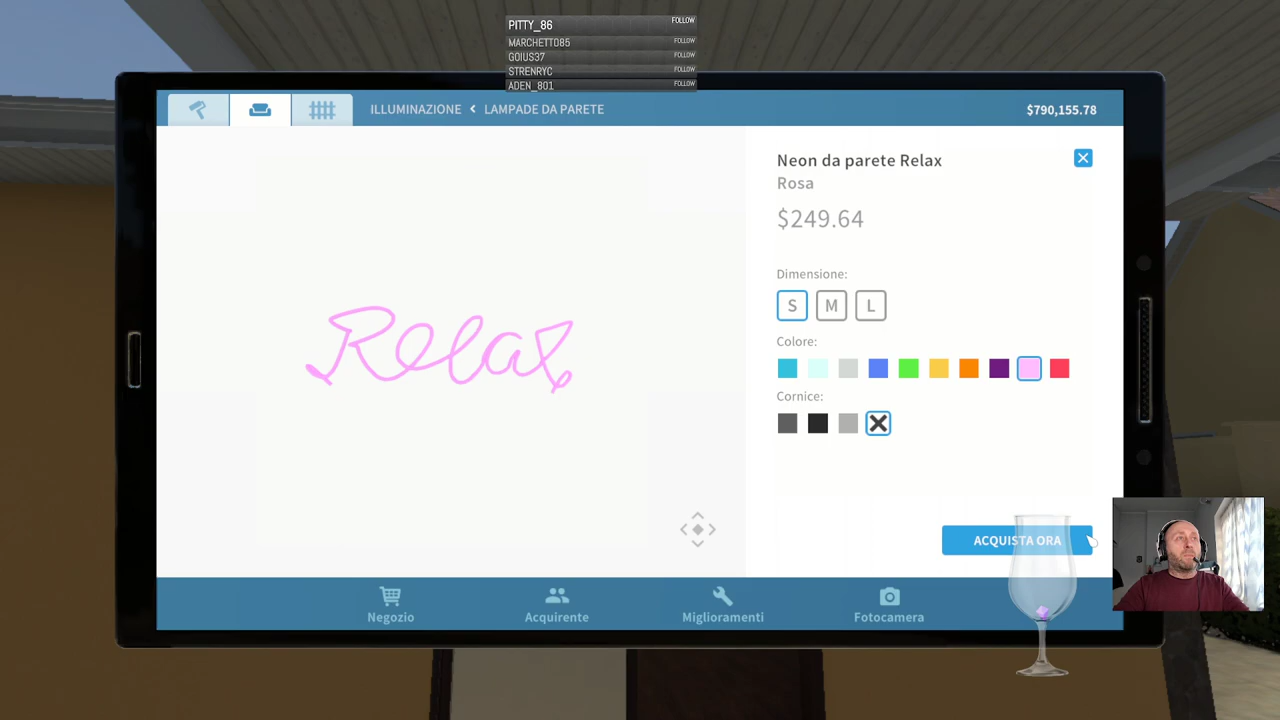 PITTY_86 FOLLOW
MARCHETTO85 FOLLOW
GOIUS37 FOLLOW
STRENRYC FOLLOW
ADEN_801 FOLLOW
ILLUMINAZIONE < LAMPADE DA PARETE $790,155.78
Neon da parete Relax
Rosa
$249.64
Dimensione:
S M L
Relax
Colore:
Cornice:
ACQUISTA ORA
Negozio Acquirente Miglioramenti Fotocamera